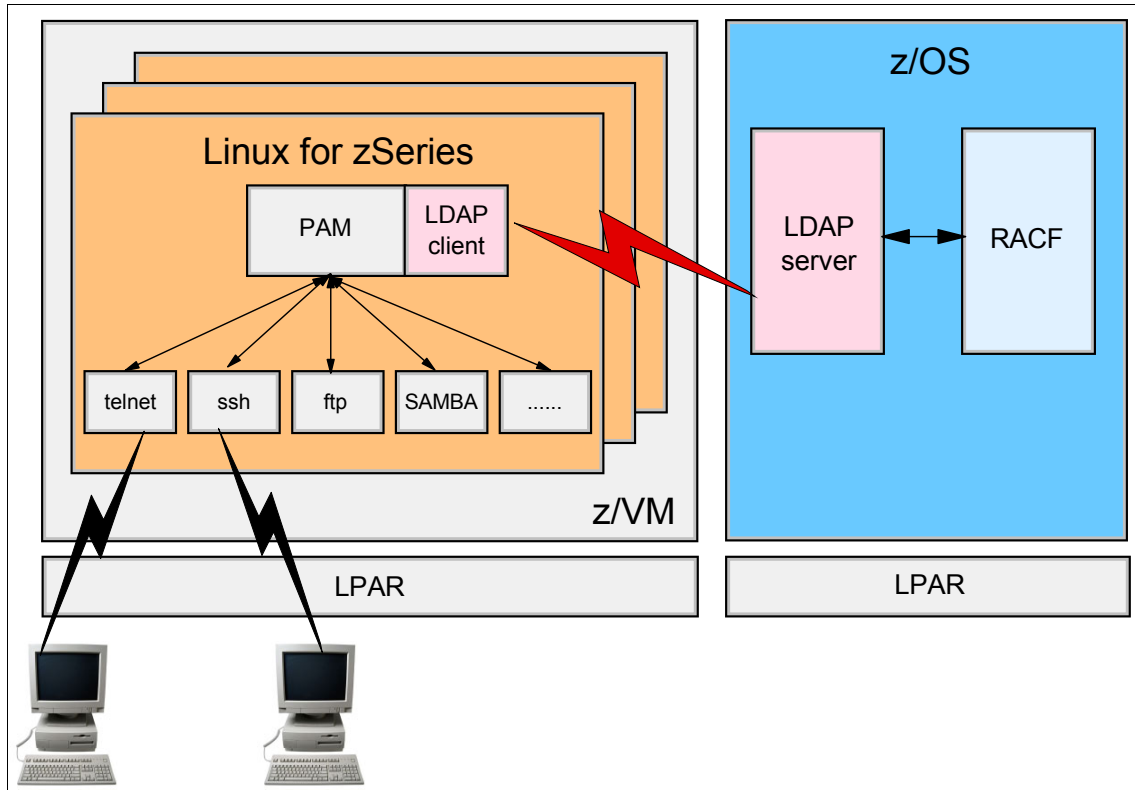 Linux for zSeries
PAM
LDAP
client
telnet
ssh
ftp
SAMBA
......
z/VM
LPAR
z/OS
LDAP
server
RACF
LPAR